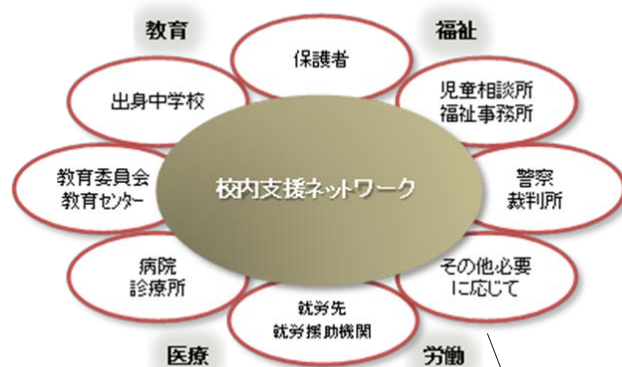 教育
福祉
保護者
出身中学校
児童相談所
福祉事務所
教育委員会
教育センター
校内支援ネットワーク
警察
裁判所
病院
診療所
その他必要
に応じて
就労先
就労援助機関
医療
労働